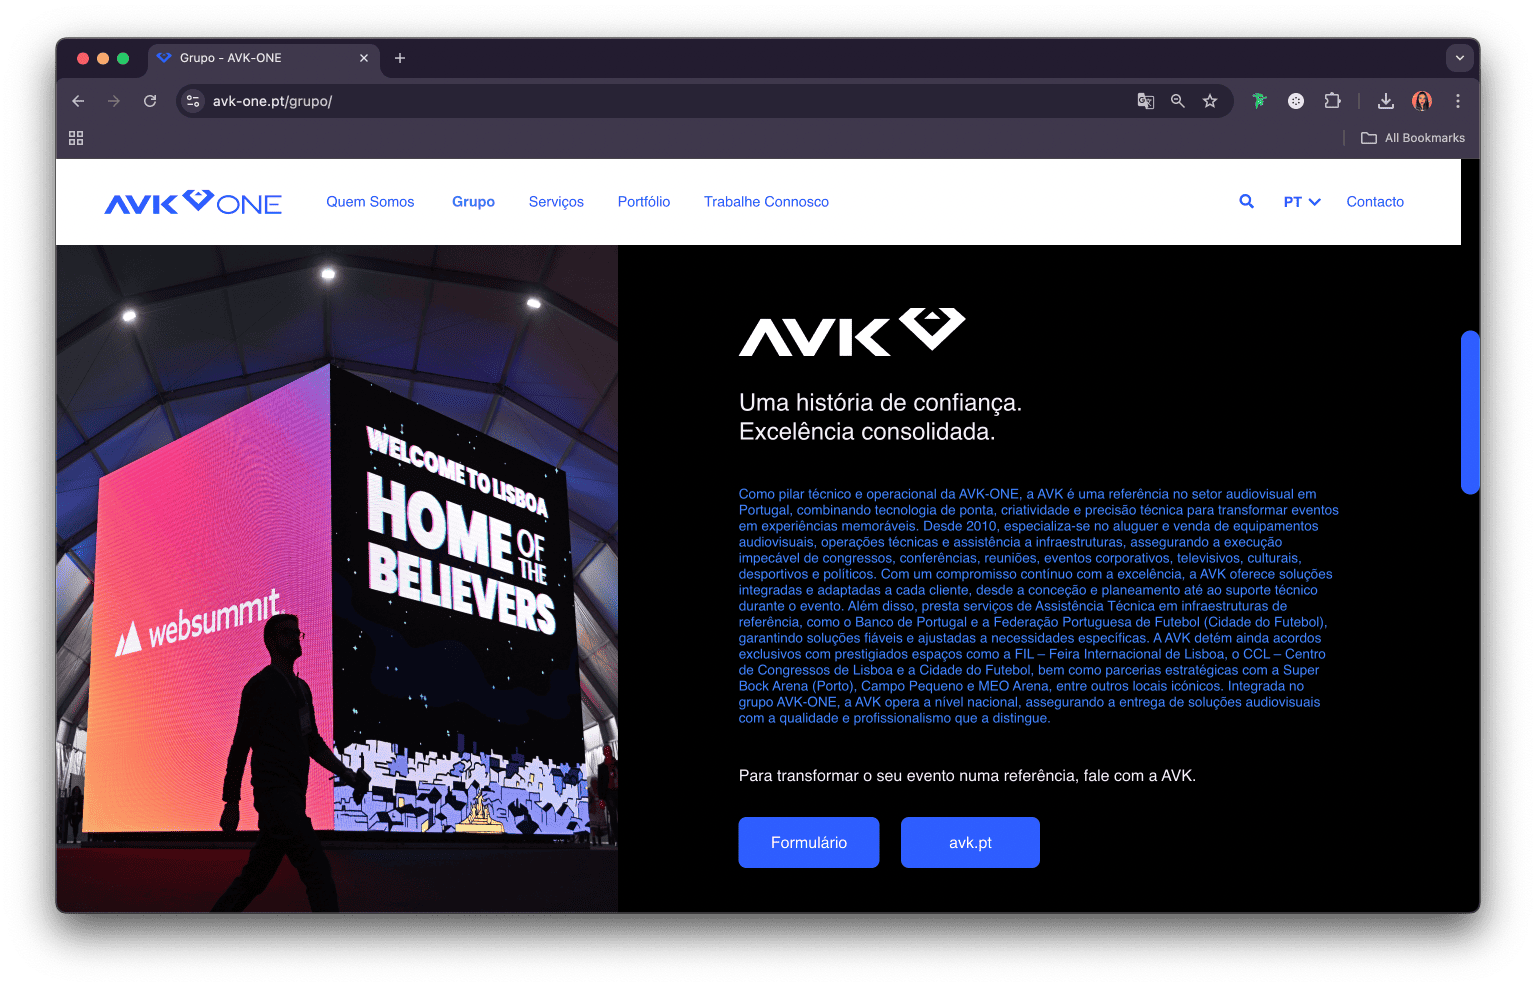 Grupo - AVK-ONE
avk-one.pt/grupo/
All Bookmarks
AVK ONE
Quem Somos
Grupo
Serviços
Portfólio
Trabalhe Connosco
PT
Contacto
WELCOME TO LISBOA
HOME OF THE
BELIEVERS
websummit
AVK
Uma história de confiança.
Excelência consolidada.
Como pilar técnico e operacional da AVK-ONE, a AVK é uma referência no setor audiovisual em
Portugal, combinando tecnologia de ponta, criatividade e precisão técnica para transformar eventos
em experiências memoráveis. Desde 2010, especializa-se no aluguer e venda de equipamentos
audiovisuais, operações técnicas e assistência a infraestruturas, assegurando a execução
impecável de congressos, conferências, reuniões, eventos corporativos, televisivos, culturais,
desportivos e políticos. Com um compromisso contínuo com a excelência, a AVK oferece soluções
integradas e adaptadas a cada cliente, desde a conceção e planeamento até ao suporte técnico
durante o evento. Além disso, presta serviços de Assistência Técnica em infraestruturas de
referência, como o Banco de Portugal e a Federação Portuguesa de Futebol (Cidade do Futebol),
garantindo soluções fiáveis e ajustadas a necessidades específicas. A AVK detém ainda acordos
exclusivos com prestigiados espaços como a FIL – Feira Internacional de Lisboa, o CCL – Centro
de Congressos de Lisboa e a Cidade do Futebol, bem como parcerias estratégicas com a Super
Bock Arena (Porto), Campo Pequeno e MEO Arena, entre outros locais icónicos. Integrada no
grupo AVK-ONE, a AVK opera a nível nacional, assegurando a entrega de soluções audiovisuais
com a qualidade e profissionalismo que a distingue.
Para transformar o seu evento numa referência, fale com a AVK.
Formulário
avk.pt